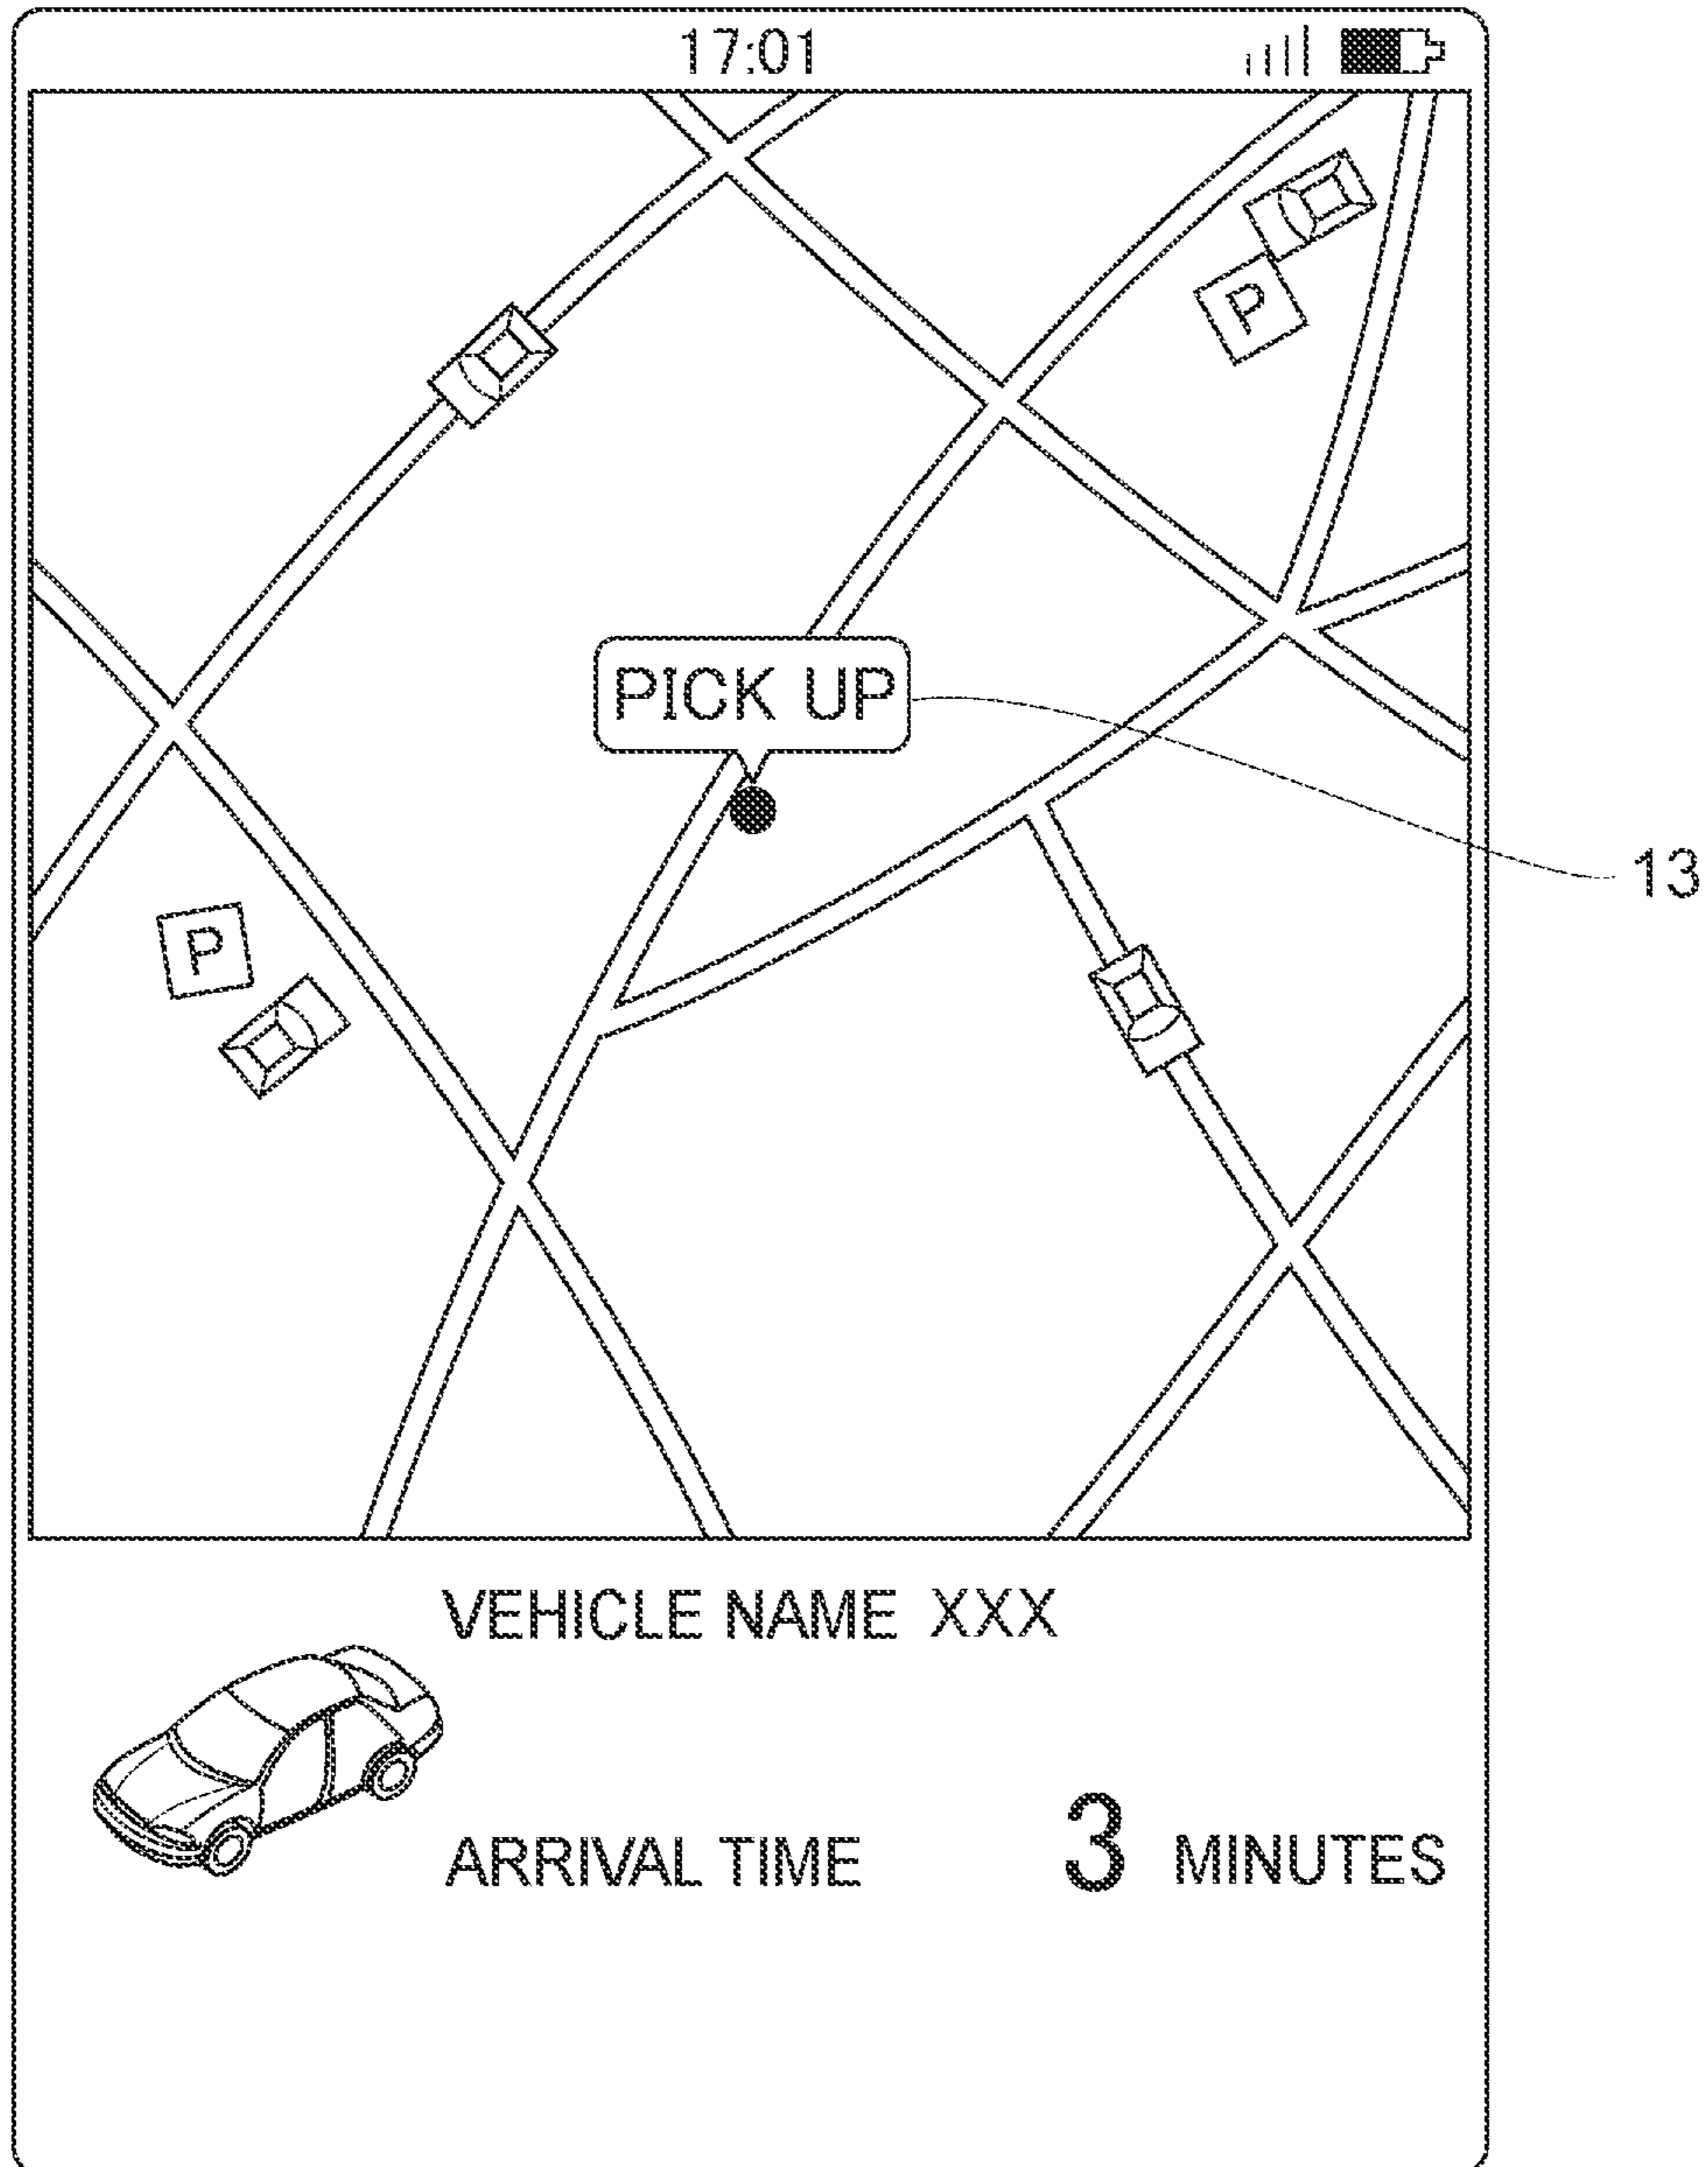 17:01
P
PICK UP
13
P
VEHICLE NAME XXX
ARRIVAL TIME 3 MINUTES